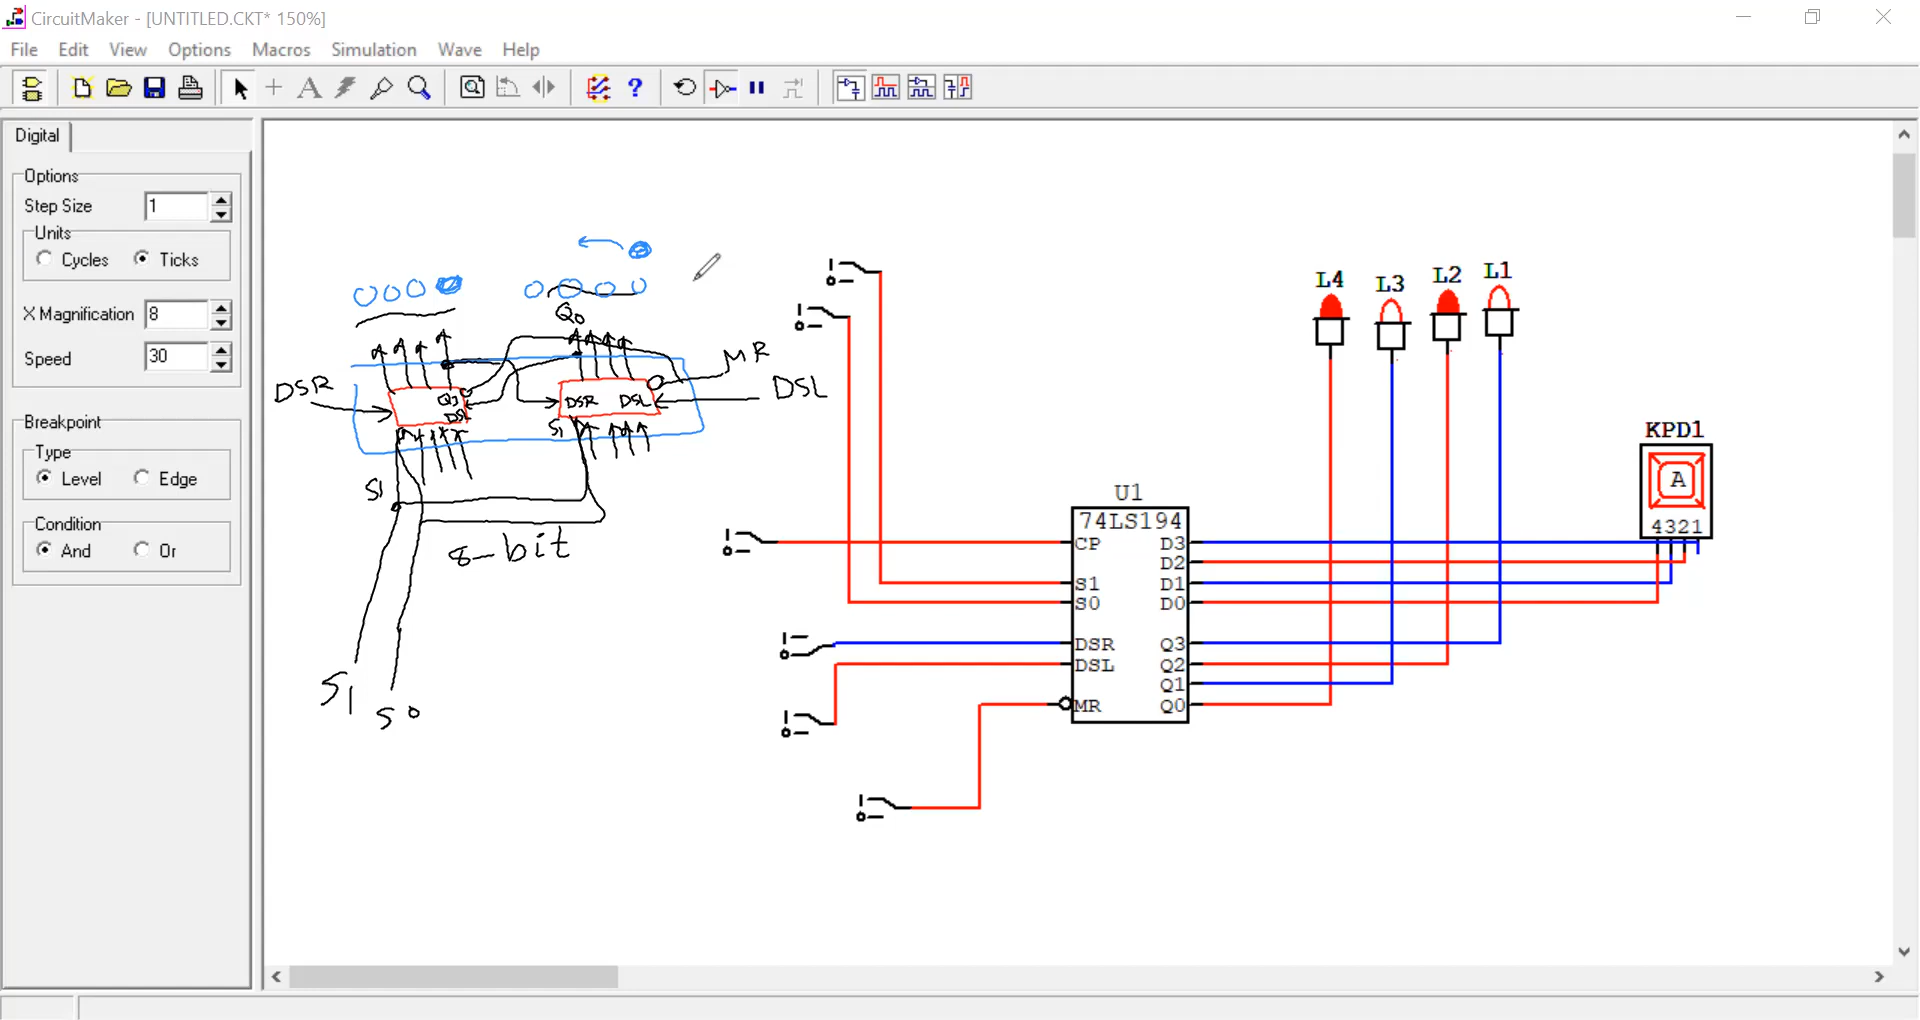 CircuitMaker - [UNTITLED.CKT* 150%]
File Edit View Options Macros Simulation Wave Help
A ?
Digital
Options
Step Size 1
Units
Cycles Ticks
X Magnification 8
Speed 30
Breakpoint
Type
Level Edge
Condition
And Or
Q0
MR
DSR
DSL
Q3
DSL
DSR DSL
S1
S1
8-bit
S1
S0
L4 L3 L2 L1
KPD1
A
4321
U1
74LS194
CP D3
D2
S1 D1
S0 D0
DSR Q3
DSL Q2
Q1
MR Q0